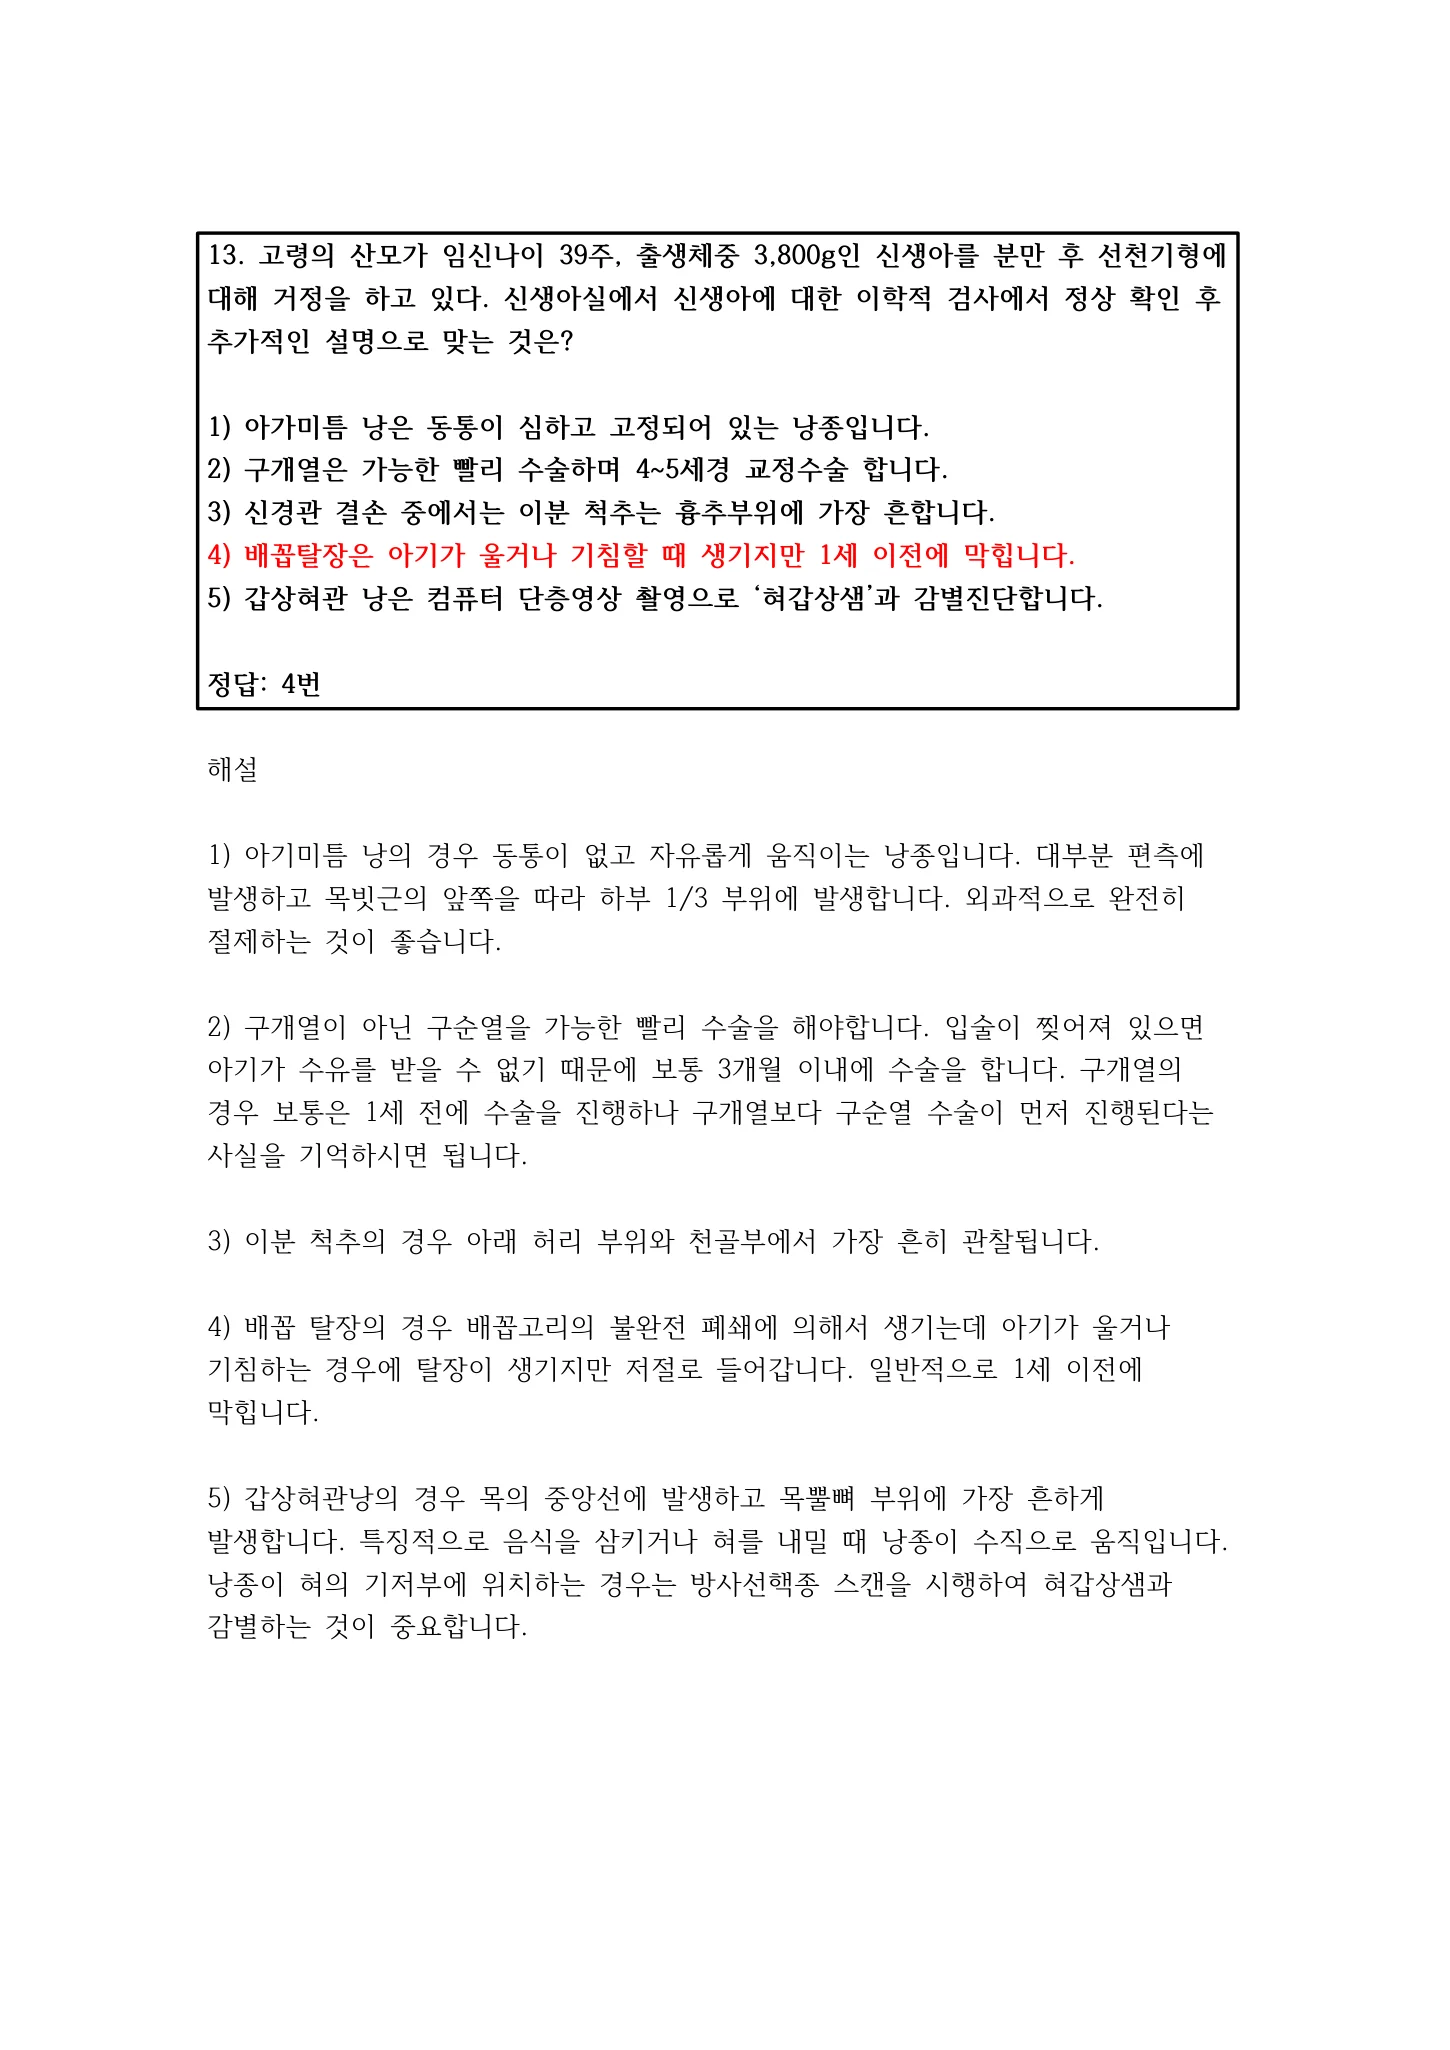 13. 고령의 산모가 임신나이 39주, 출생체중 3,800g인 신생아를 분만 후 선천기형에
대해 거정을 하고 있다. 신생아실에서 신생아에 대한 이학적 검사에서 정상 확인 후
추가적인 설명으로 맞는 것은?
1) 아가미틈 낭은 동통이 심하고 고정되어 있는 낭종입니다.
2) 구개열은 가능한 빨리 수술하며 4~5세경 교정수술 합니다.
3) 신경관 결손 중에서는 이분 척추는 흉추부위에 가장 흔합니다.
4) 배꼽탈장은 아기가 울거나 기침할 때 생기지만 1세 이전에 막힙니다.
5) 갑상혀관 낭은 컴퓨터 단층영상 촬영으로 ‘혀갑상샘’과 감별진단합니다.
정답: 4번
해설
1) 아기미틈 낭의 경우 동통이 없고 자유롭게 움직이는 낭종입니다. 대부분 편측에
발생하고 목빗근의 앞쪽을 따라 하부 1/3 부위에 발생합니다. 외과적으로 완전히
절제하는 것이 좋습니다.
2) 구개열이 아닌 구순열을 가능한 빨리 수술을 해야합니다. 입술이 찢어져 있으면
아기가 수유를 받을 수 없기 때문에 보통 3개월 이내에 수술을 합니다. 구개열의
경우 보통은 1세 전에 수술을 진행하나 구개열보다 구순열 수술이 먼저 진행된다는
사실을 기억하시면 됩니다.
3) 이분 척추의 경우 아래 허리 부위와 천골부에서 가장 흔히 관찰됩니다.
4) 배꼽 탈장의 경우 배꼽고리의 불완전 폐쇄에 의해서 생기는데 아기가 울거나
기침하는 경우에 탈장이 생기지만 저절로 들어갑니다. 일반적으로 1세 이전에
막힙니다.
5) 갑상혀관낭의 경우 목의 중앙선에 발생하고 목뿔뼈 부위에 가장 흔하게
발생합니다. 특징적으로 음식을 삼키거나 혀를 내밀 때 낭종이 수직으로 움직입니다.
낭종이 혀의 기저부에 위치하는 경우는 방사선핵종 스캔을 시행하여 혀갑상샘과
감별하는 것이 중요합니다.